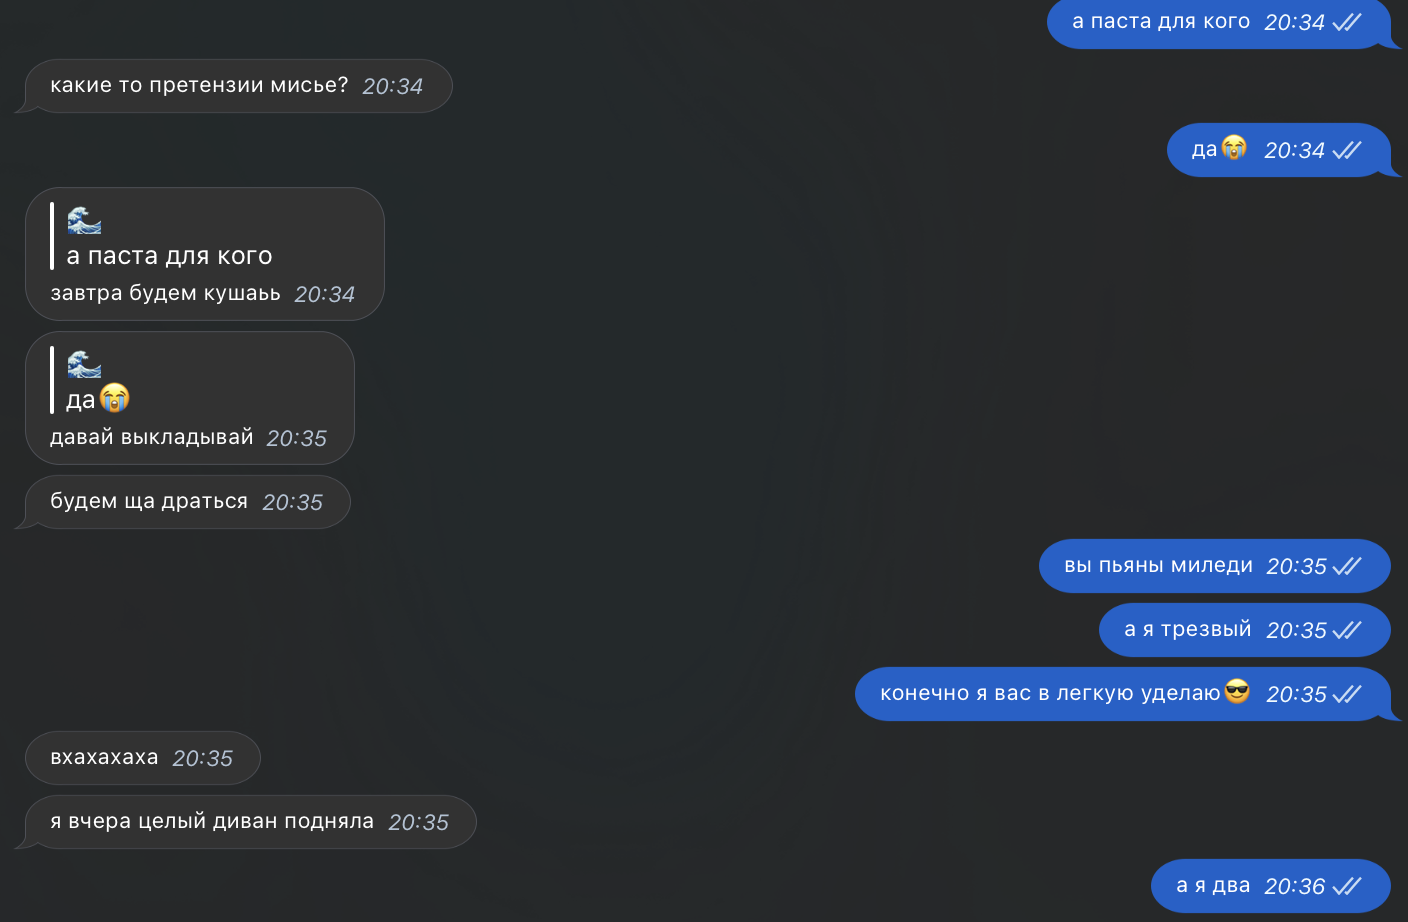 а паста для кого 20:34
какие то претензии мисье? 20:34
да😭 20:34
🌊
а паста для кого
завтра будем кушаьь 20:34
🌊
да😭
давай выкладывай 20:35
будем ща драться 20:35
вы пьяны миледи 20:35
а я трезвый 20:35
конечно я вас в легкую уделаю😎 20:35
вхахахаха 20:35
я вчера целый диван подняла 20:35
а я два 20:36